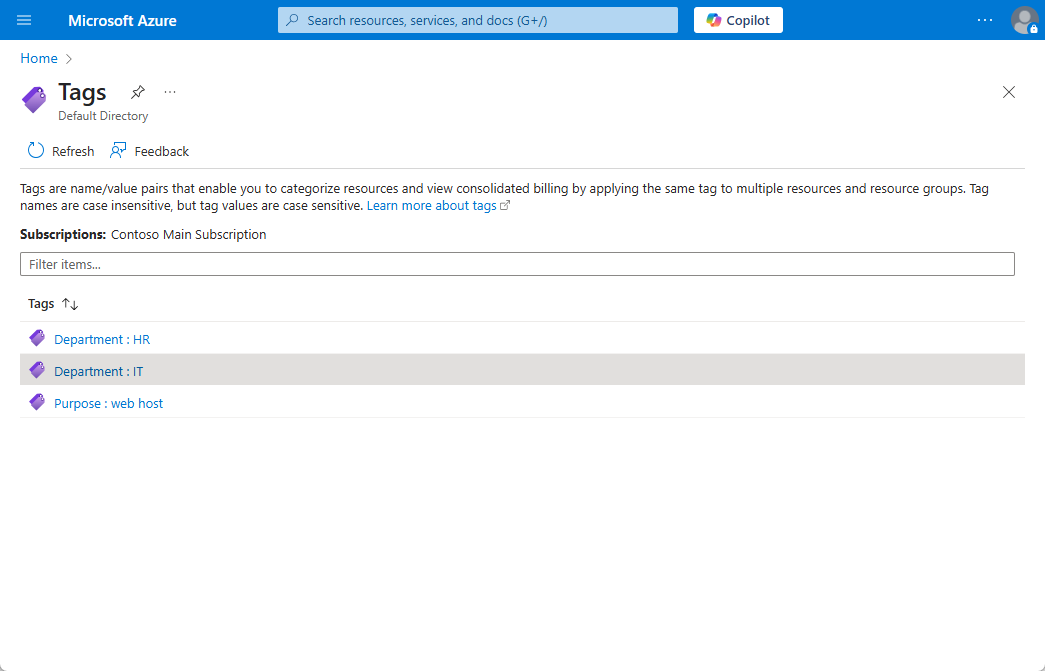 Microsoft Azure
Search resources, services, and docs (G+/)
Copilot
...
Home
Tags
...
Default Directory
Refresh
Feedback
Tags are name/value pairs that enable you to categorize resources and view consolidated billing by applying the same tag to multiple resources and resource groups. Tag
names are case insensitive, but tag values are case sensitive. Learn more about tags
Subscriptions: Contoso Main Subscription
Filter items...
Tags
Department : HR
Department : IT
Purpose : web host